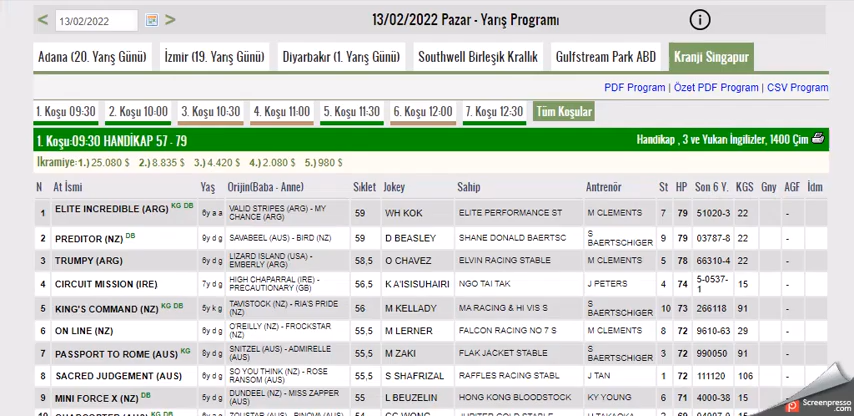 < 13/02/2022 >
13/02/2022 Pazar - Yarış Programı
Adana (20. Yarış Günü) İzmir (19. Yarış Günü) Diyarbakır (1. Yarış Günü) Southwell Birleşik Krallık Gulfstream Park ABD Kranji Singapur
PDF Program | Özet PDF Program | CSV Program
1. Koşu 09:30 2. Koşu 10:00 3. Koşu 10:30 4. Koşu 11:00 5. Koşu 11:30 6. Koşu 12:00 7. Koşu 12:30 Tüm Koşular
1. Koşu:09:30 HANDİKAP 57 - 79 Handikap , 3 ve Yukarı İngilizler, 1400 Çim
İkramiye: 1.) 25.080 $ 2.) 8.835 $ 3.) 4.420 $ 4.) 2.080 $ 5.) 980 $
N At İsmi Yaş Orijin(Baba - Anne) Sıklet Jokey Sahip Antrenör St HP Son 6 Y. KGS Gny AGF İdm
1 ELITE INCREDIBLE (ARG) KG DB 6y a a VALID STRIPES (ARG) - MY CHANCE (ARG) 59 WH KOK ELITE PERFORMANCE ST M CLEMENTS 7 79 51020-3 22 -
2 PREDITOR (NZ) DB 6y d g SAVABEEL (AUS) - BIRD (NZ) 59 D BEASLEY SHANE DONALD BAERTSC S BAERTSCHIGER 9 79 03787-8 22 -
3 TRUMPY (ARG) 6y d g LIZARD ISLAND (USA) - EMBERLY (ARG) 58,5 O CHAVEZ ELVIN RACING STABLE M CLEMENTS 5 78 66310-4 22 -
4 CIRCUIT MISSION (IRE) 7y d g HIGH CHAPARRAL (IRE) - PRECAUTIONARY (GB) 56,5 K A'ISISUHAIRI NGO TAI TAK J PETERS 4 74 5-0537-1 15 -
5 KING'S COMMAND (NZ) KG DB 5y k g TAVISTOCK (NZ) - RIA'S PRIDE (NZ) 56 M KELLADY MA RACING & HI VIS S S BAERTSCHIGER 10 73 266118 91 -
6 ON LINE (NZ) 6y d g O'REILLY (NZ) - FROCKSTAR (NZ) 55,5 M LERNER FALCON RACING NO 7 S M CLEMENTS 8 72 9610-63 29 -
7 PASSPORT TO ROME (AUS) KG 6y d g SNITZEL (AUS) - ADMIRELLE (AUS) 55,5 M ZAKI FLAK JACKET STABLE S BAERTSCHIGER 3 72 990050 91 -
8 SACRED JUDGEMENT (AUS) 6y d g SO YOU THINK (NZ) - ROSE RANSOM (AUS) 55,5 S SHAFRIZAL RAFFLES RACING STABL J TAN 1 72 111120 106 -
9 MINI FORCE X (NZ) DB 5y d g DUNDEEL (NZ) - MISS ZAPPER (AUS) 55 L BEUZELIN HONG KONG BLOODSTOCK KY YOUNG 6 71 4000-38 15 -
Screenpresso
.com